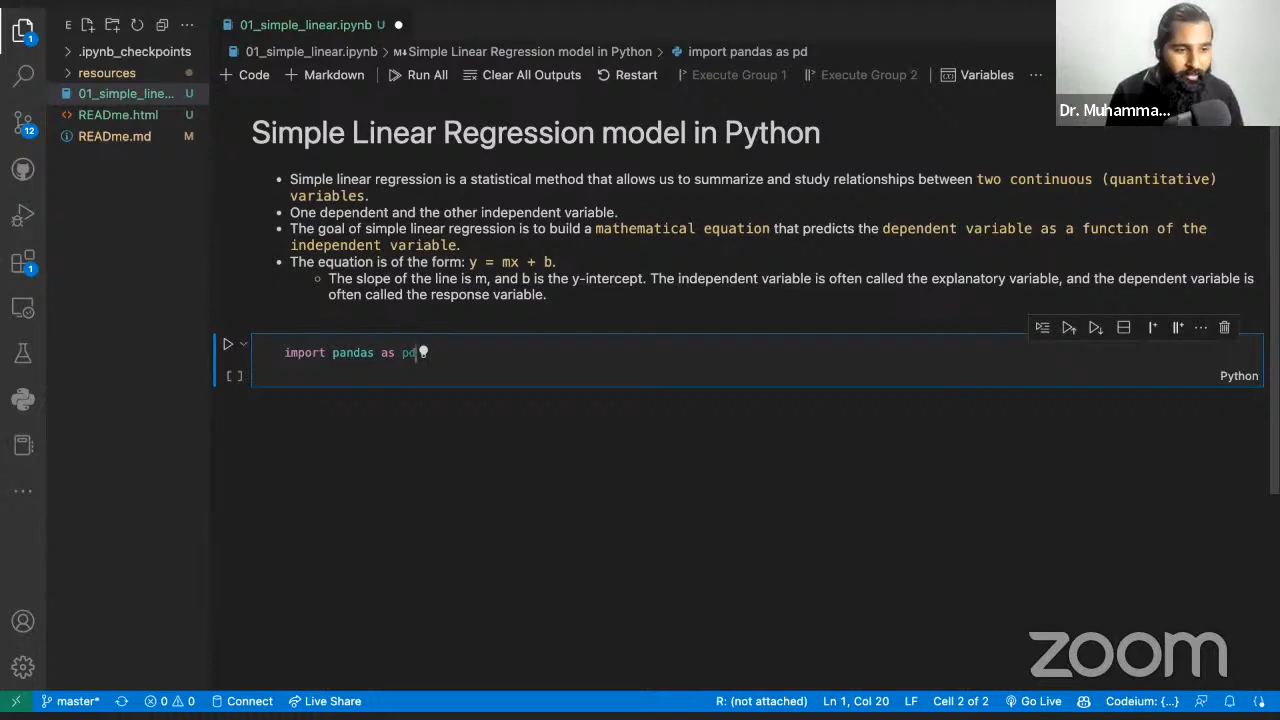 E
01_simple_linear.ipynb U
.ipynb_checkpoints
resources
01_simple_line... U
READme.html U
READme.md M
1
12
1
01_simple_linear.ipynb > M↓Simple Linear Regression model in Python > import pandas as pd
+ Code + Markdown Run All Clear All Outputs Restart Execute Group 1 Execute Group 2 Variables ...
Dr. Muhamma...
Simple Linear Regression model in Python
• Simple linear regression is a statistical method that allows us to summarize and study relationships between two continuous (quantitative)
variables.
• One dependent and the other independent variable.
• The goal of simple linear regression is to build a mathematical equation that predicts the dependent variable as a function of the
independent variable.
• The equation is of the form: y = mx + b.
◦ The slope of the line is m, and b is the y-intercept. The independent variable is often called the explanatory variable, and the dependent variable is
often called the response variable.
import pandas as pd
[ ]
Python
zoom
master* 0 0 Connect Live Share R: (not attached) Ln 1, Col 20 LF Cell 2 of 2 Go Live Codeium: {...}